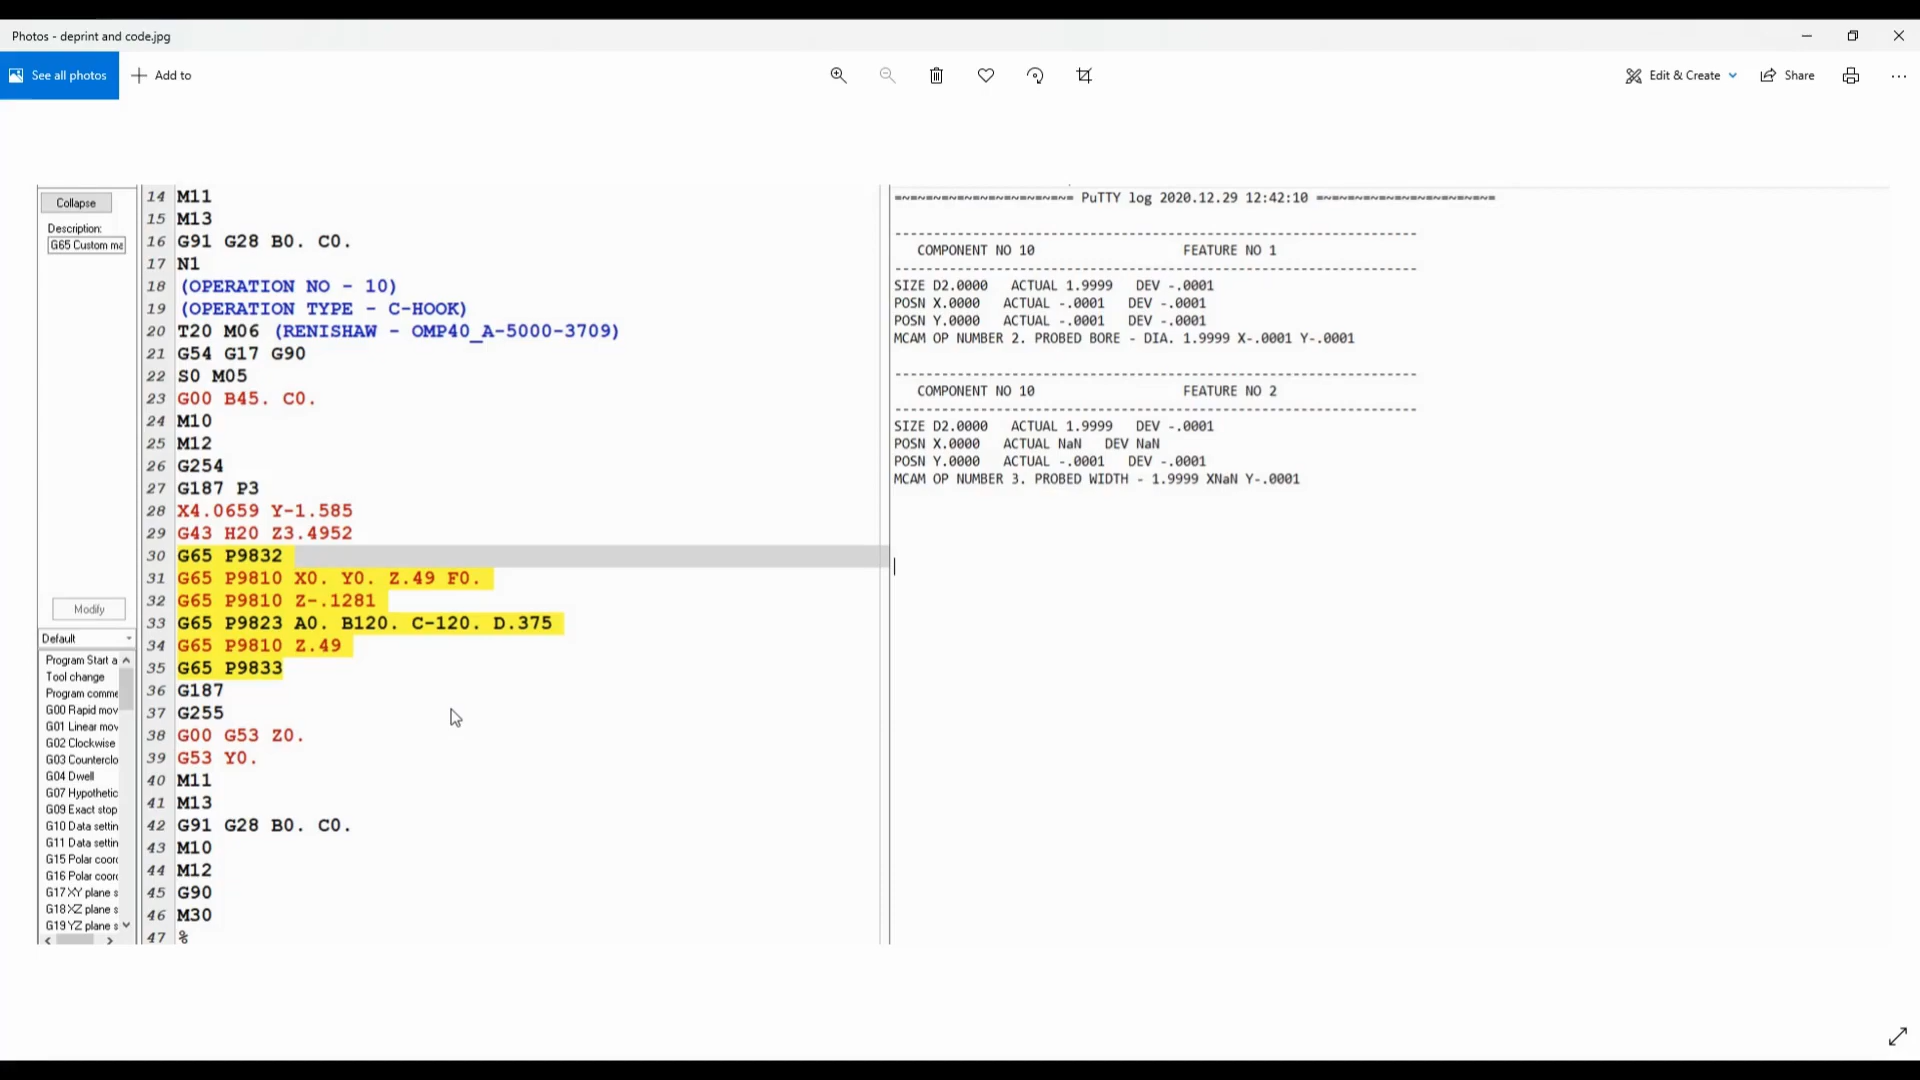 Photos - deprint and code.jpg
See all photos
Add to
Edit & Create
Share
Collapse
Description:
G65 Custom ma
Modify
Default
Program Start a
Tool change
Program comme
G00 Rapid mov
G01 Linear mov
G02 Clockwise
G03 Counterclo
G04 Dwell
G07 Hypothetic
G09 Exact stop
G10 Data settin
G11 Data settin
G15 Polar coord
G16 Polar coord
G17 XY plane s
G18 XZ plane s
G19 YZ plane s
14 M11
15 M13
16 G91 G28 B0. C0.
17 N1
18 (OPERATION NO - 10)
19 (OPERATION TYPE - C-HOOK)
20 T20 M06 (RENISHAW - OMP40_A-5000-3709)
21 G54 G17 G90
22 S0 M05
23 G00 B45. C0.
24 M10
25 M12
26 G254
27 G187 P3
28 X4.0659 Y-1.585
29 G43 H20 Z3.4952
30 G65 P9832
31 G65 P9810 X0. Y0. Z.49 F0.
32 G65 P9810 Z-.1281
33 G65 P9823 A0. B120. C-120. D.375
34 G65 P9810 Z.49
35 G65 P9833
36 G187
37 G255
38 G00 G53 Z0.
39 G53 Y0.
40 M11
41 M13
42 G91 G28 B0. C0.
43 M10
44 M12
45 G90
46 M30
47 %
=~=~=~=~=~=~=~=~=~=~=~= PuTTY log 2020.12.29 12:42:10 =~=~=~=~=~=~=~=~=~=~=~=
--------------------------------------------------------------------
COMPONENT NO 10 FEATURE NO 1
--------------------------------------------------------------------
SIZE D2.0000 ACTUAL 1.9999 DEV -.0001
POSN X.0000 ACTUAL -.0001 DEV -.0001
POSN Y.0000 ACTUAL -.0001 DEV -.0001
MCAM OP NUMBER 2. PROBED BORE - DIA. 1.9999 X-.0001 Y-.0001
--------------------------------------------------------------------
COMPONENT NO 10 FEATURE NO 2
--------------------------------------------------------------------
SIZE D2.0000 ACTUAL 1.9999 DEV -.0001
POSN X.0000 ACTUAL NaN DEV NaN
POSN Y.0000 ACTUAL -.0001 DEV -.0001
MCAM OP NUMBER 3. PROBED WIDTH - 1.9999 XNaN Y-.0001